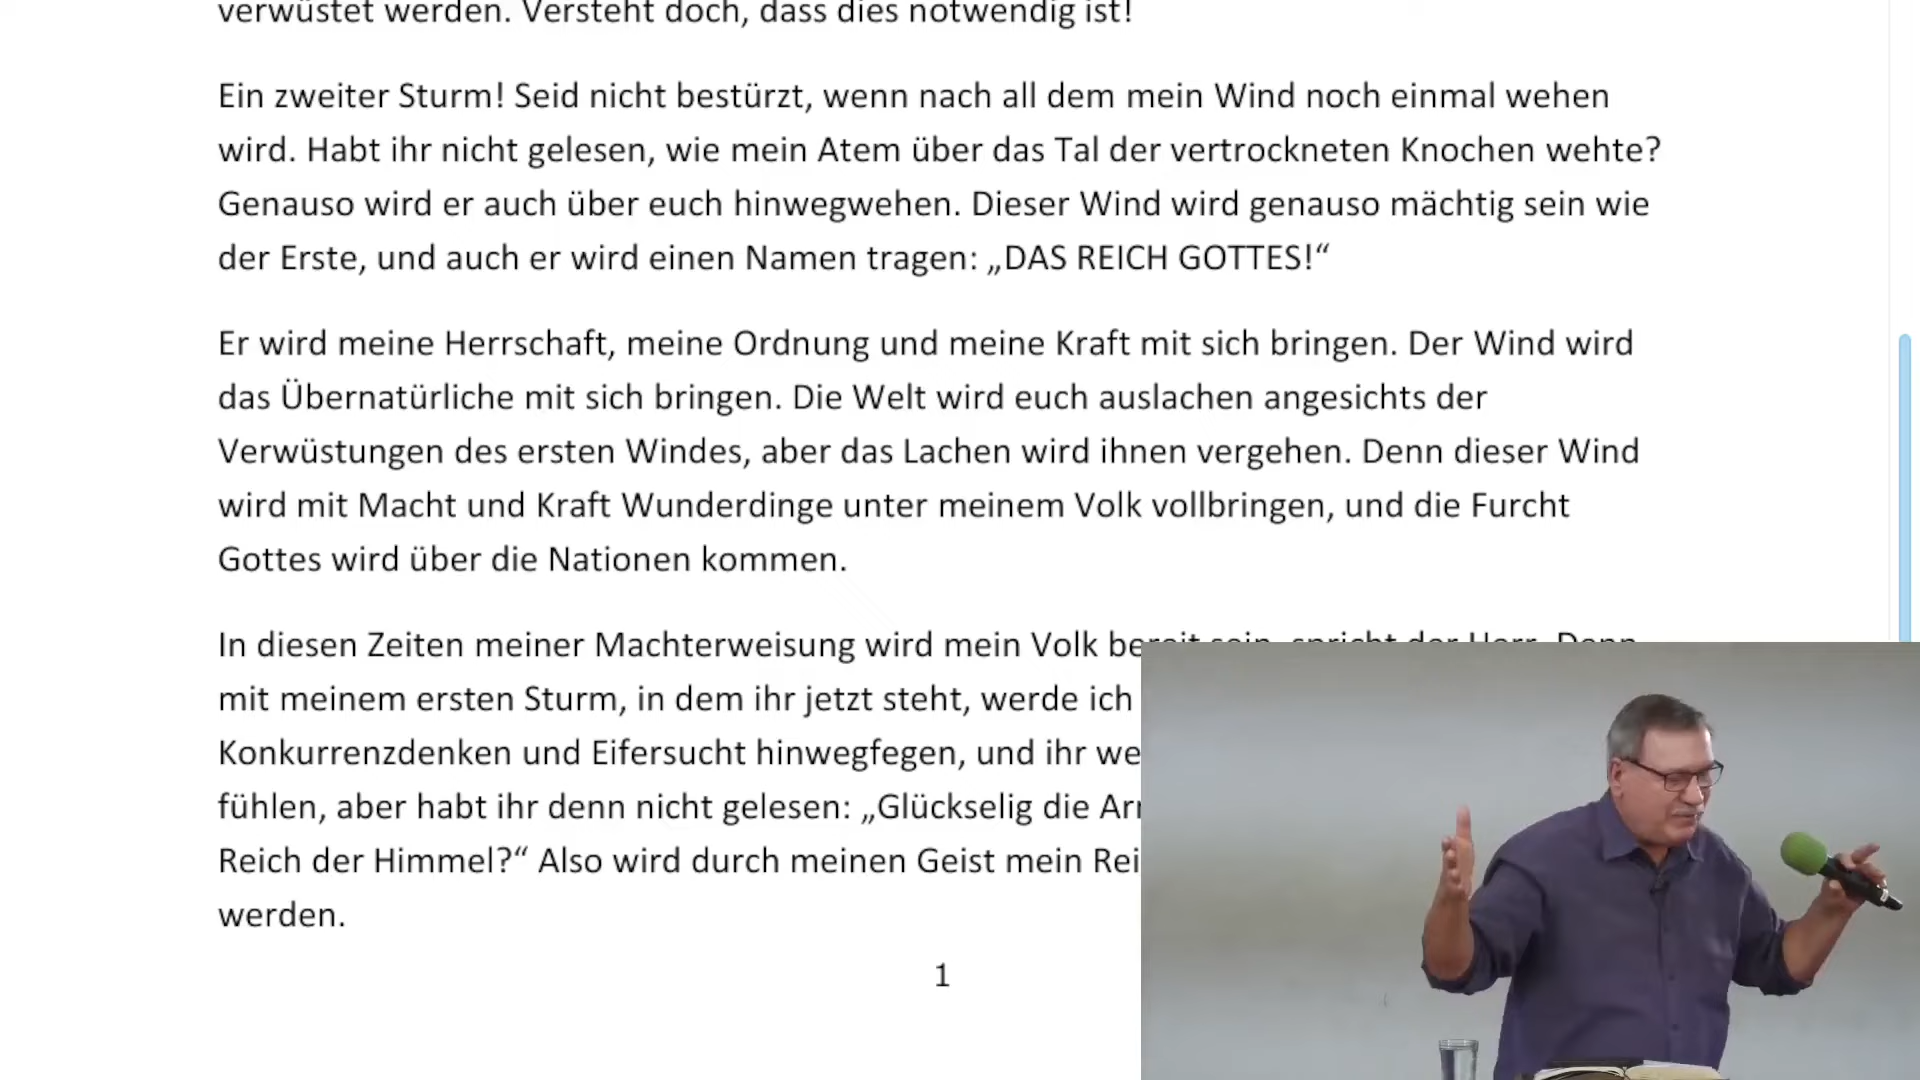 verwüstet werden. Versteht doch, dass dies notwendig ist!
Ein zweiter Sturm! Seid nicht bestürzt, wenn nach all dem mein Wind noch einmal wehen
wird. Habt ihr nicht gelesen, wie mein Atem über das Tal der vertrockneten Knochen wehte?
Genauso wird er auch über euch hinwegwehen. Dieser Wind wird genauso mächtig sein wie
der Erste, und auch er wird einen Namen tragen: „DAS REICH GOTTES!“
Er wird meine Herrschaft, meine Ordnung und meine Kraft mit sich bringen. Der Wind wird
das Übernatürliche mit sich bringen. Die Welt wird euch auslachen angesichts der
Verwüstungen des ersten Windes, aber das Lachen wird ihnen vergehen. Denn dieser Wind
wird mit Macht und Kraft Wunderdinge unter meinem Volk vollbringen, und die Furcht
Gottes wird über die Nationen kommen.
In diesen Zeiten meiner Machterweisung wird mein Volk bereit sein, spricht der Herr. Denn
mit meinem ersten Sturm, in dem ihr jetzt steht, werde ich
Konkurrenzdenken und Eifersucht hinwegfegen, und ihr we
fühlen, aber habt ihr denn nicht gelesen: „Glückselig die Ar
Reich der Himmel?“ Also wird durch meinen Geist mein Rei
werden.
1